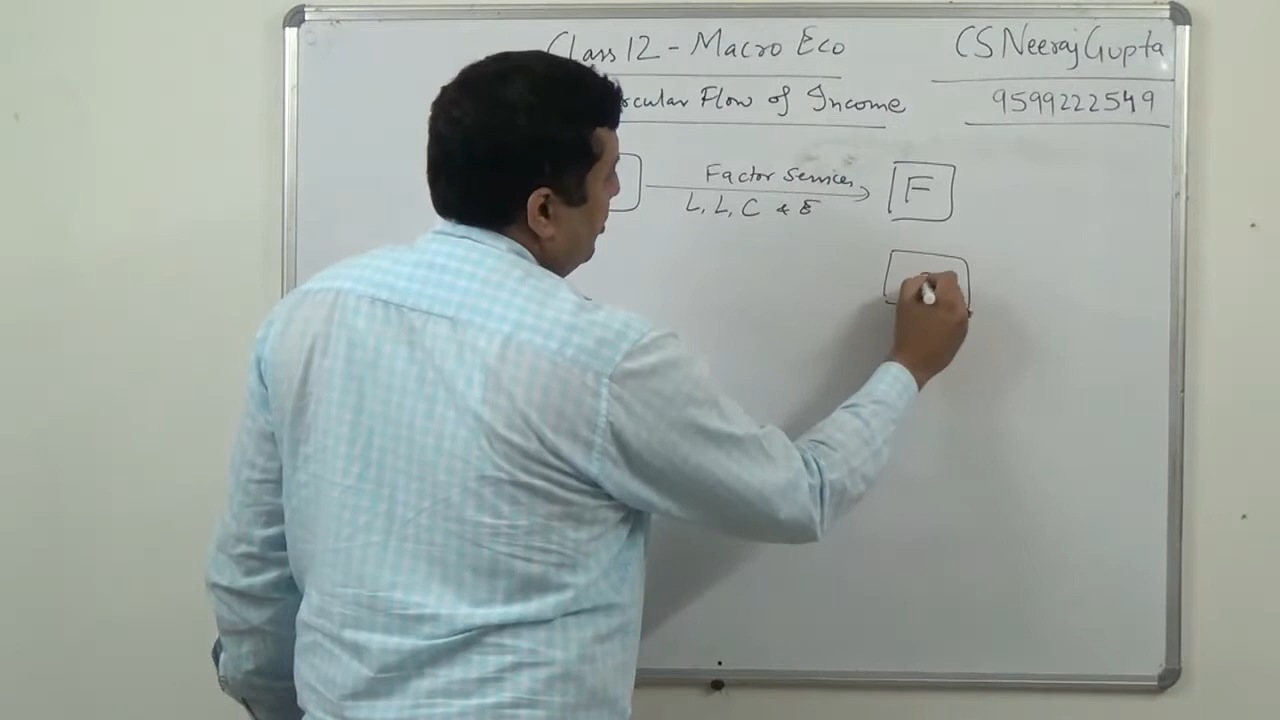 Class 12 - Macro Eco
CS Neeraj Gupta
rcular Flow of Income
9599222549
Factor Services
L, L, C & E
F